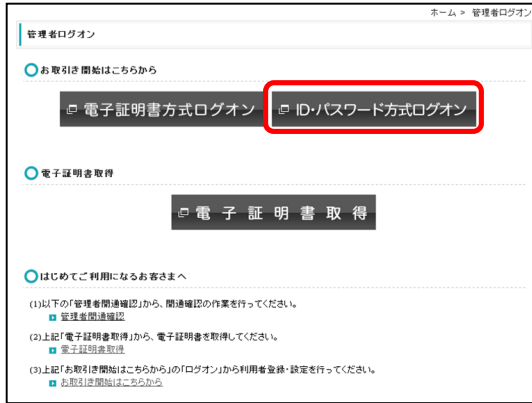 ホーム > 管理者ログオン
管理者ログオン
お取引き開始はこちらから
電子証明書方式ログオン
ID・パスワード方式ログオン
電子証明書取得
電子証明書取得
はじめてご利用になるお客さまへ
(1)以下の「管理者開通確認」から、開通確認の作業を行ってください。
管理者開通確認
(2)上記「電子証明書取得」から、電子証明書を取得してください。
電子証明書取得
(3)上記「お取引き開始はこちらから」の「ログオン」から利用者登録・設定を行ってください。
お取引き開始はこちらから